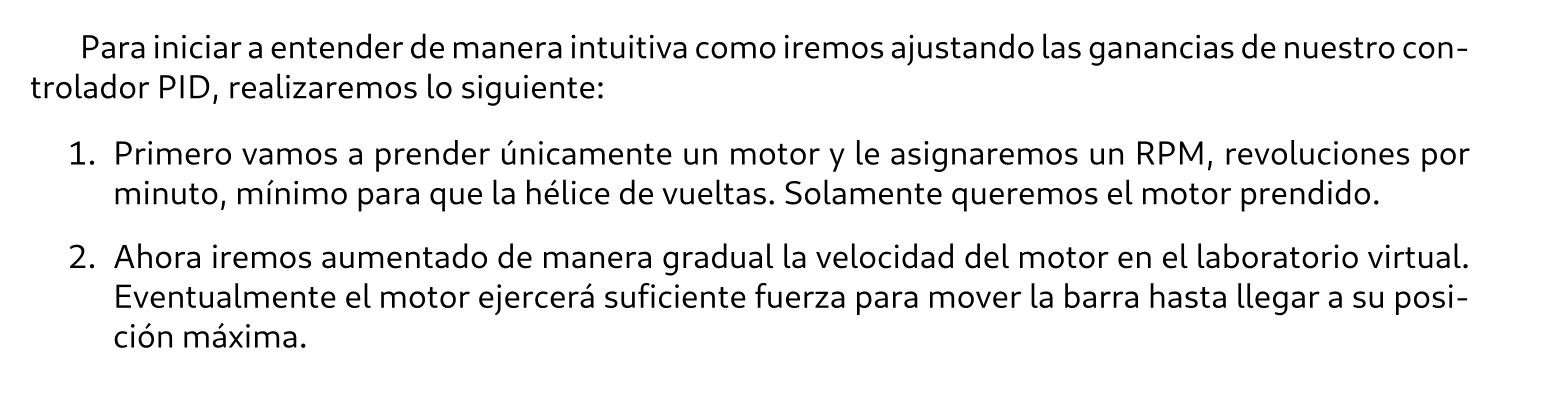 Para iniciar a entender de manera intuitiva como iremos ajustando las ganancias de nuestro con-
trolador PID, realizaremos lo siguiente:
1. Primero vamos a prender únicamente un motor y le asignaremos un RPM, revoluciones por
minuto, mínimo para que la hélice de vueltas. Solamente queremos el motor prendido.
2. Ahora iremos aumentado de manera gradual la velocidad del motor en el laboratorio virtual.
Eventualmente el motor ejercerá suficiente fuerza para mover la barra hasta llegar a su posi-
ción máxima.